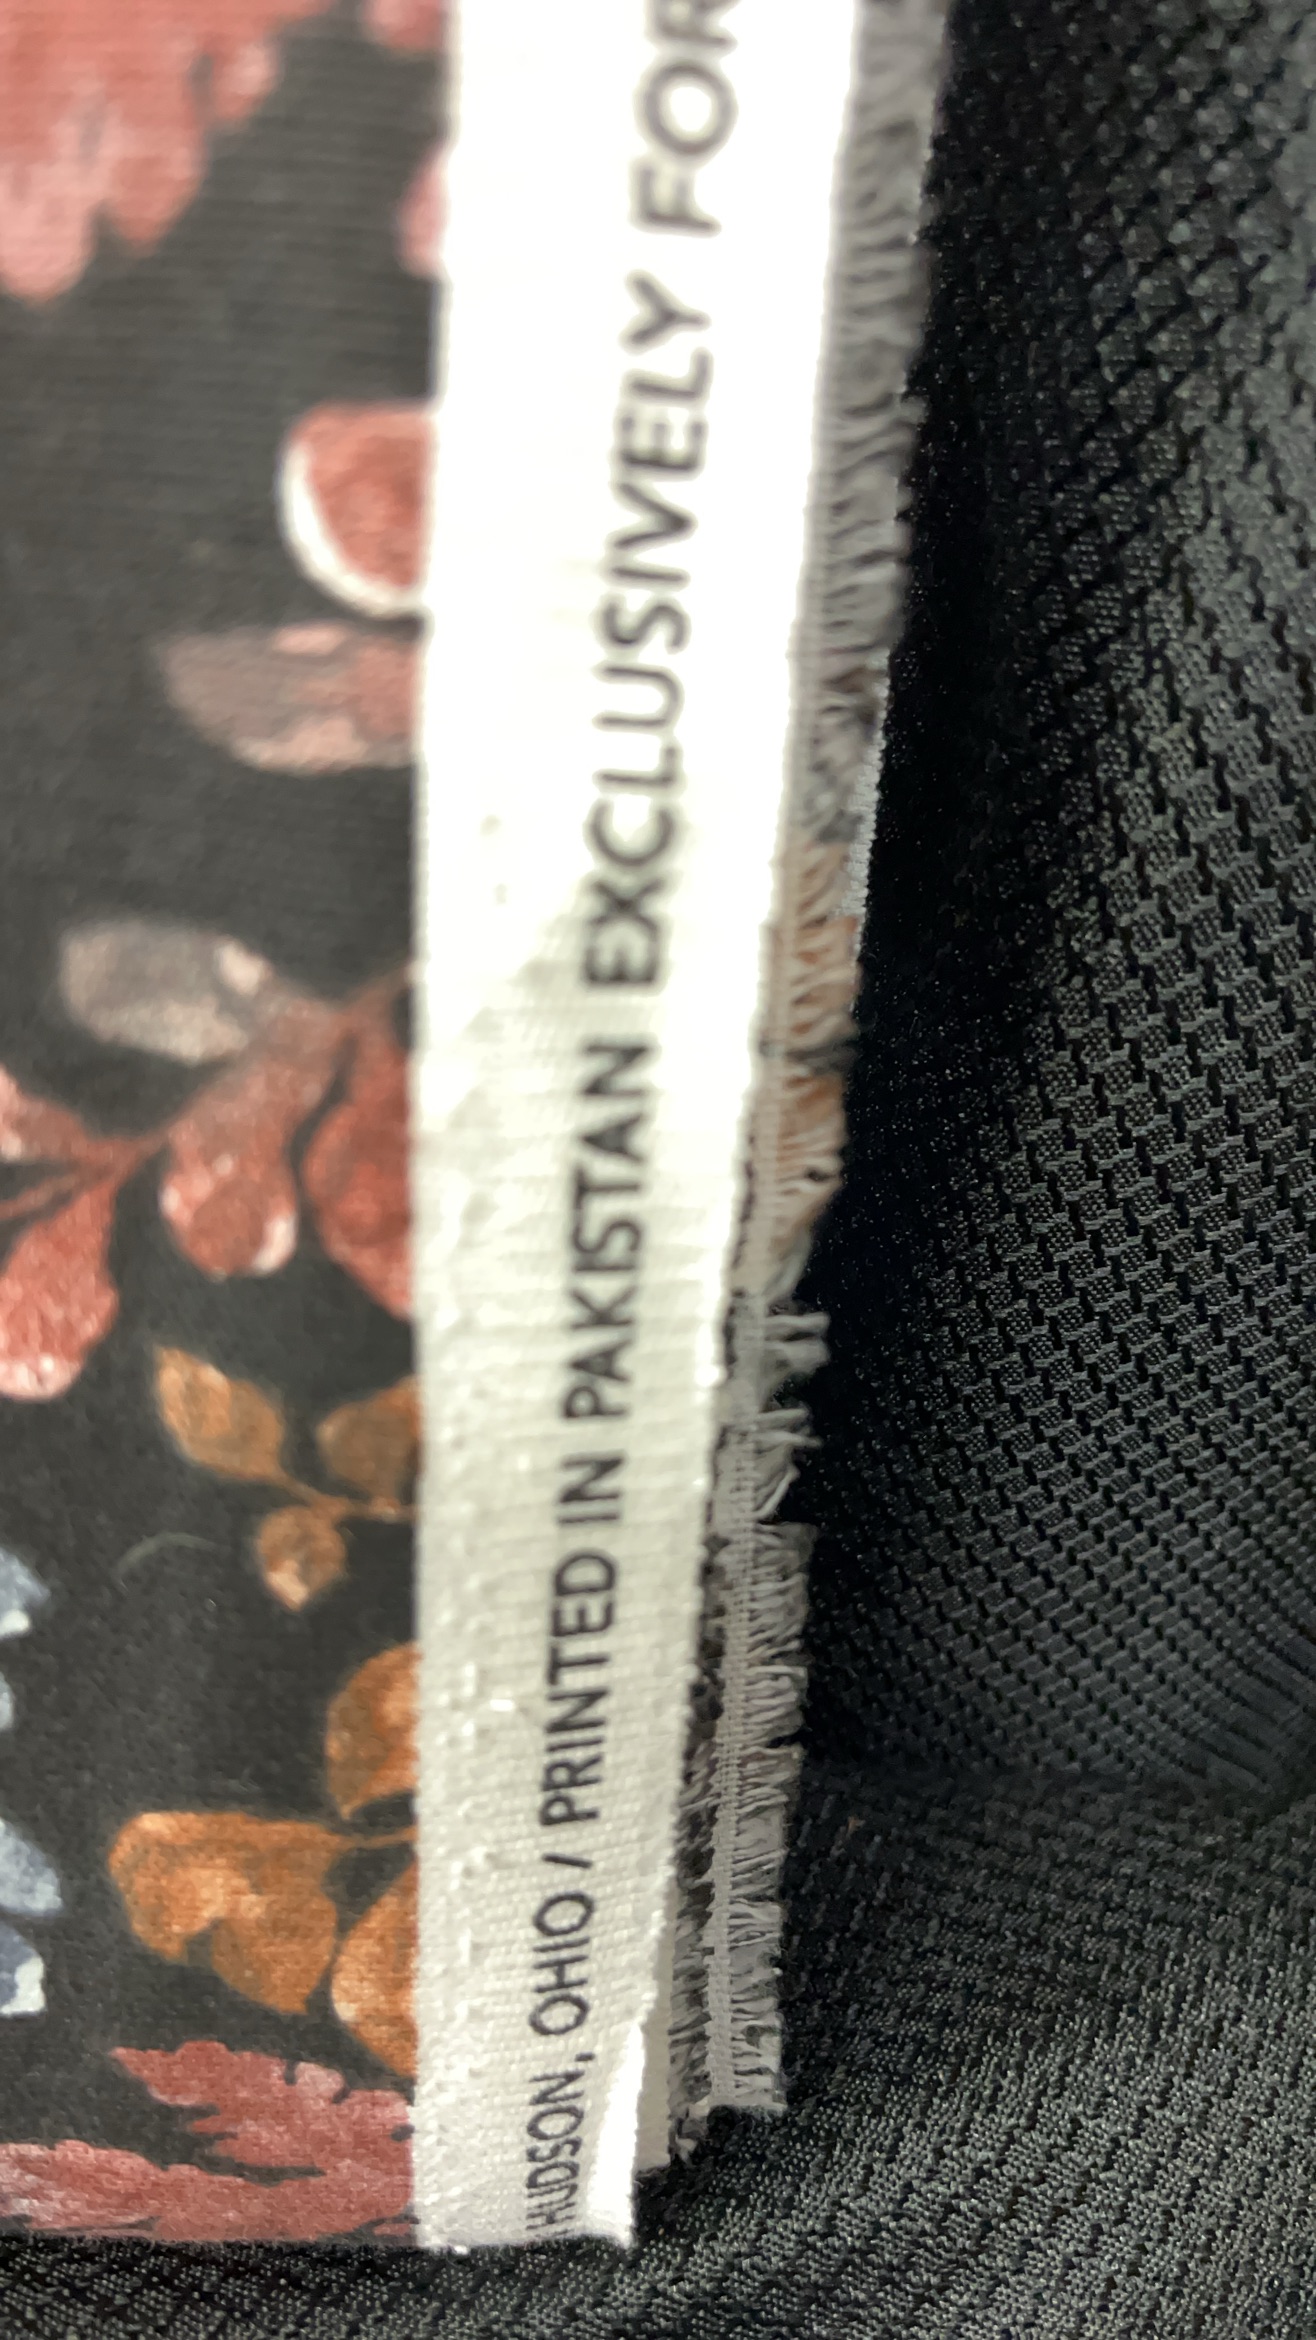 HUDSON, OHIO / PRINTED IN PAKISTAN EXCLUSIVELY FOR